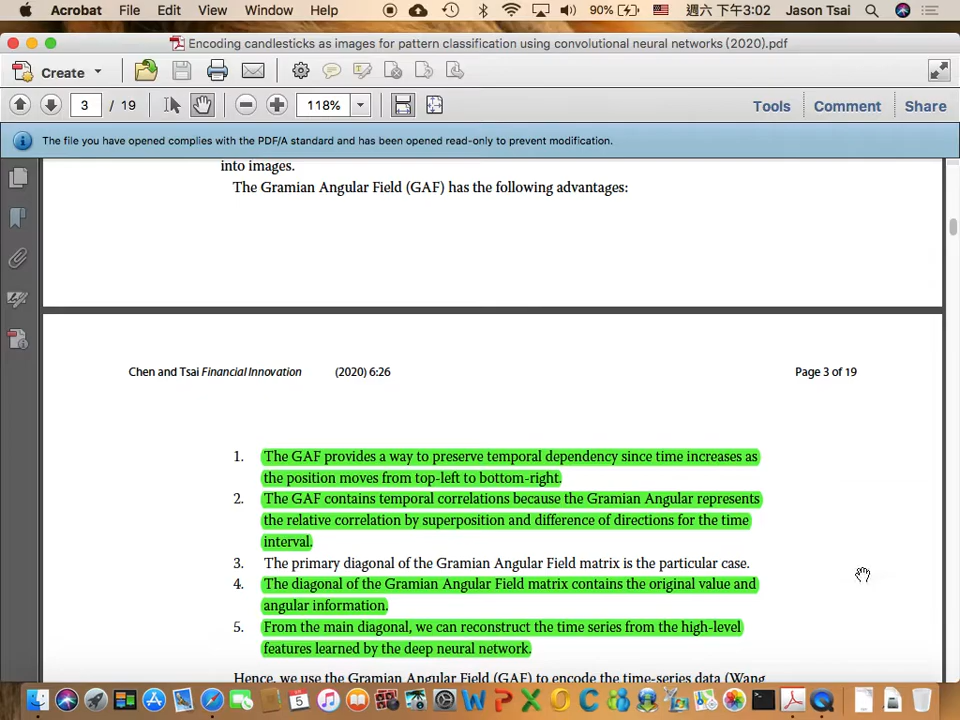 Acrobat File Edit View Window Help 90% 週六 下午3:02 Jason Tsai
Encoding candlesticks as images for pattern classification using convolutional neural networks (2020).pdf
Create
3 / 19 118% Tools Comment Share
The file you have opened complies with the PDF/A standard and has been opened read-only to prevent modification.
into images.
The Gramian Angular Field (GAF) has the following advantages:
Chen and Tsai Financial Innovation (2020) 6:26 Page 3 of 19
1. The GAF provides a way to preserve temporal dependency since time increases as
the position moves from top-left to bottom-right.
2. The GAF contains temporal correlations because the Gramian Angular represents
the relative correlation by superposition and difference of directions for the time
interval.
3. The primary diagonal of the Gramian Angular Field matrix is the particular case.
4. The diagonal of the Gramian Angular Field matrix contains the original value and
angular information.
5. From the main diagonal, we can reconstruct the time series from the high-level
features learned by the deep neural network.
Hence, we use the Gramian Angular Field (GAF) to encode the time-series data (Wang